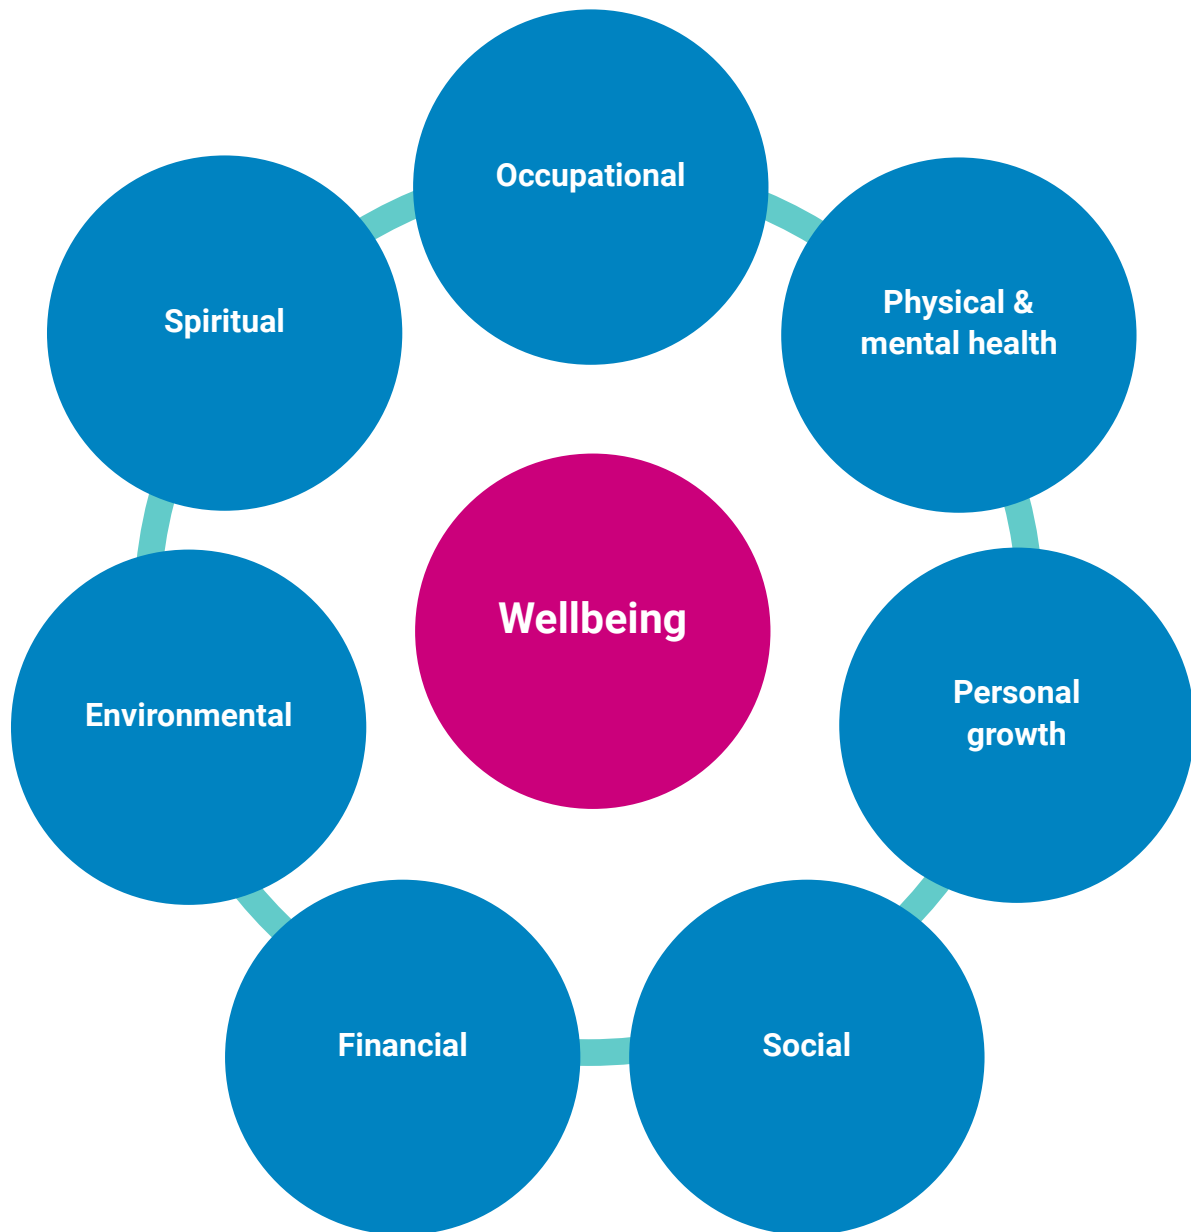 Occupational
Physical &
mental health
Personal
growth
Social
Financial
Environmental
Spiritual
Wellbeing